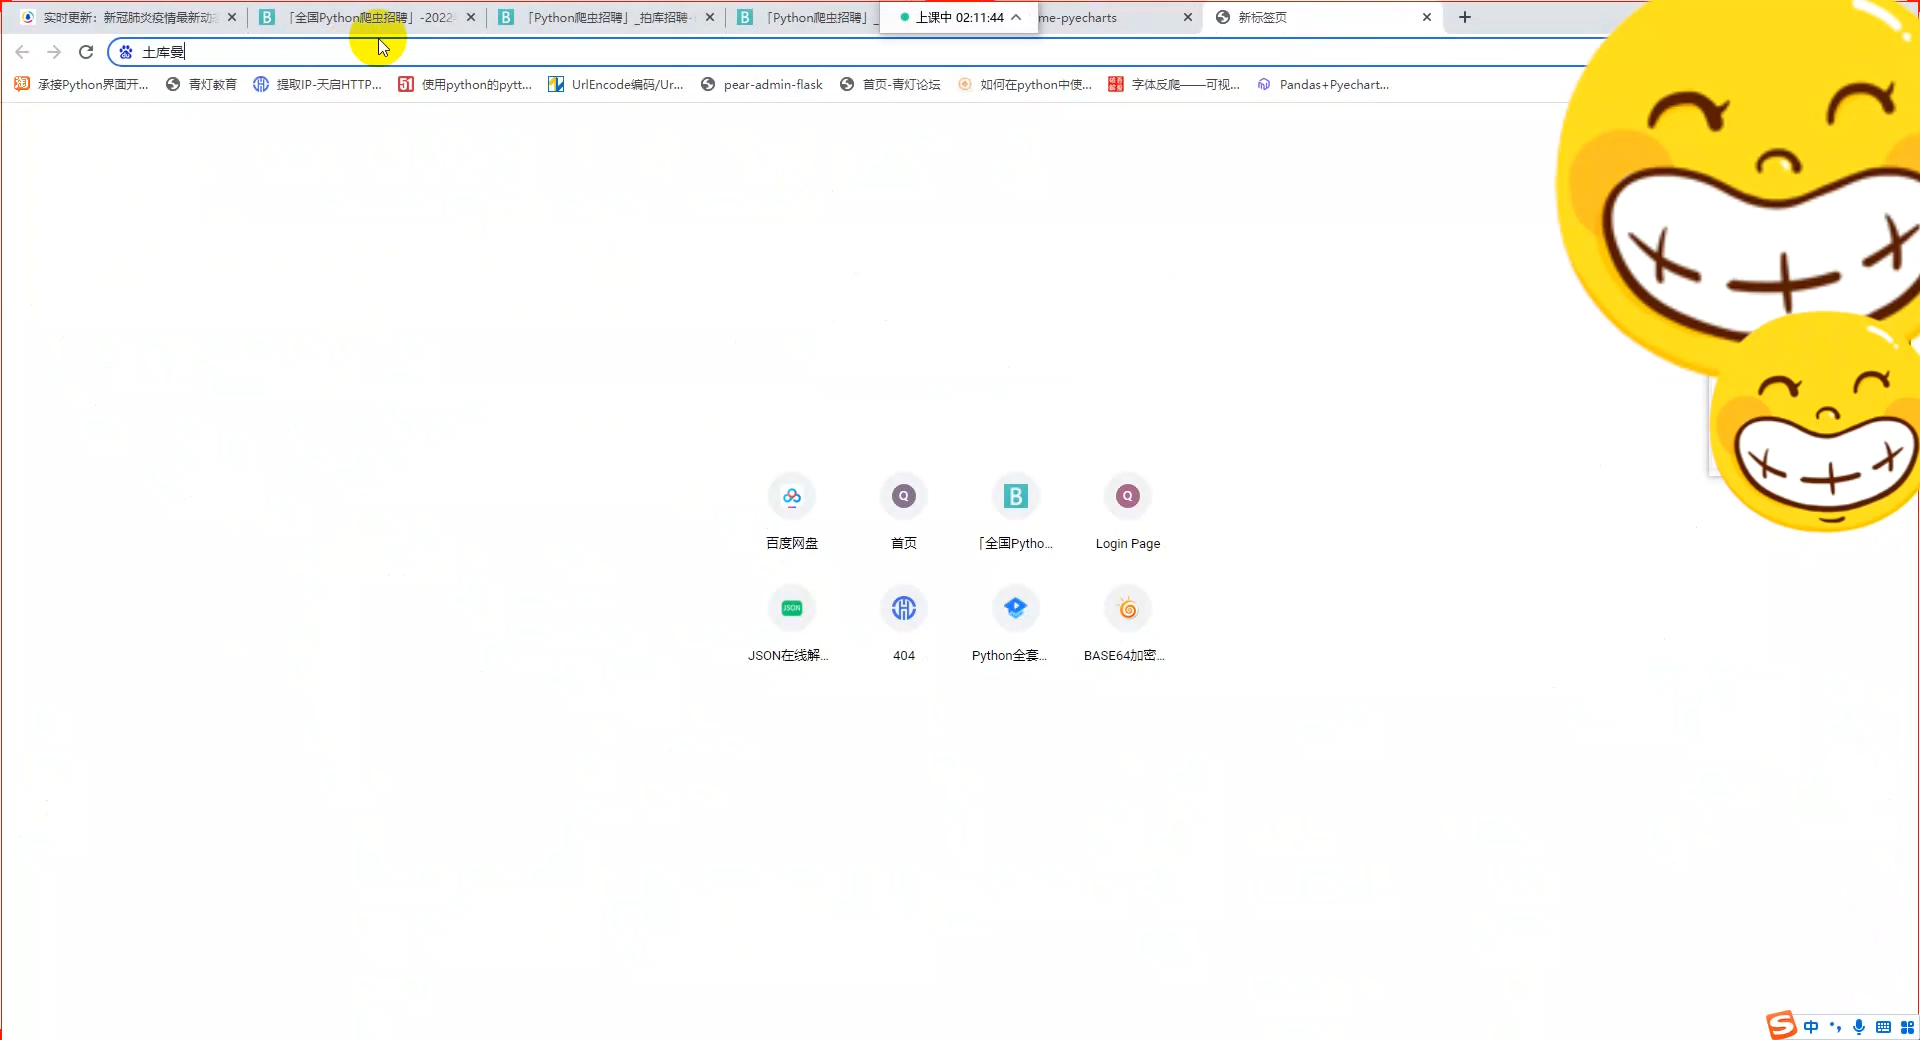 实时更新：新冠肺炎疫情最新动态
「全国Python爬虫招聘」-2022
「Python爬虫招聘」_拍库招聘-
「Python爬虫招聘」_
上课中 02:11:44
me-pyecharts
新标签页
土库曼
承接Python界面开...
青灯教育
提取IP-天启HTTP...
51
使用python的pytt...
UrlEncode编码/Ur...
pear-admin-flask
首页-青灯论坛
如何在python中使...
字体反爬——可视...
Pandas+Pyechart...
Q
B
Q
百度网盘
首页
「全国Pytho...
Login Page
JSON
JSON在线解...
404
Python全套...
BASE64加密...
中